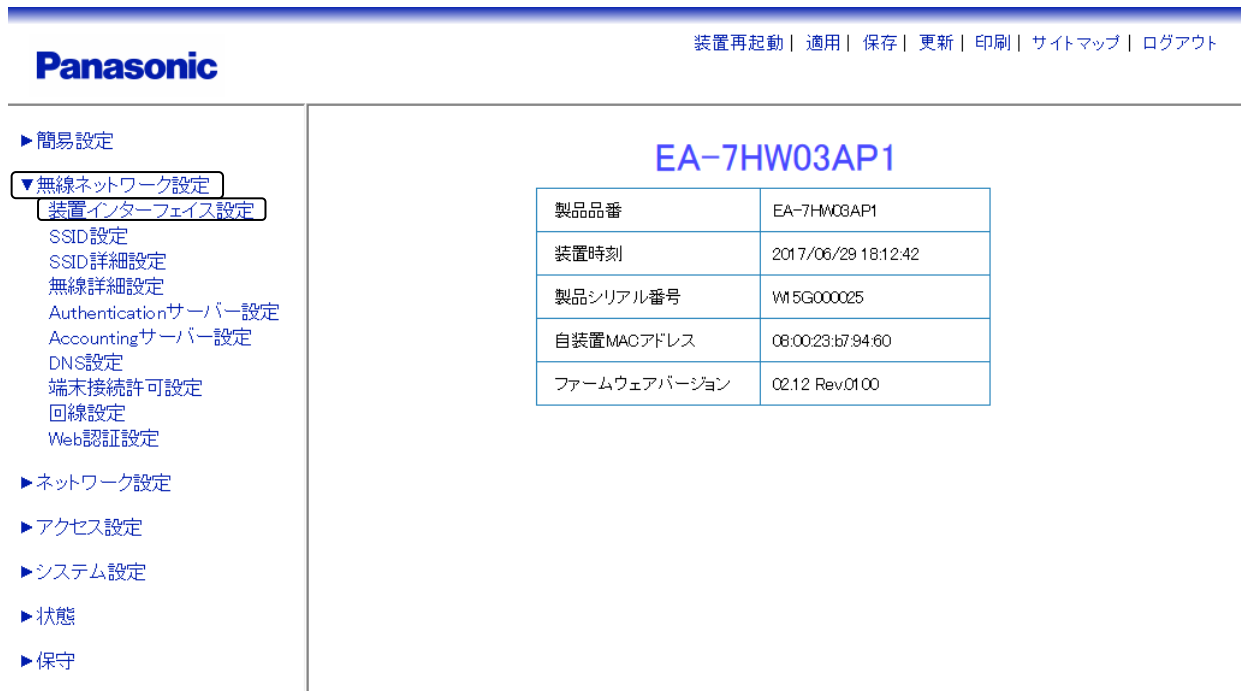 装置再起動| 適用| 保存| 更新| 印刷| サイトマップ| ログアウト
Panasonic
►簡易設定
▼無線ネットワーク設定
装置インターフェイス設定
SSID設定
SSID詳細設定
無線詳細設定
Authenticationサーバー設定
Accountingサーバー設定
DNS設定
端末接続許可設定
回線設定
Web認証設定
►ネットワーク設定
►アクセス設定
►システム設定
►状態
►保守
EA-7HW03AP1
製品品番 EA-7HW03AP1
装置時刻 2017/06/29 18:12:42
製品シリアル番号 W15G000025
自装置MACアドレス 08:00:23:b7:94:60
ファームウェアバージョン 02.12 Rev.0100